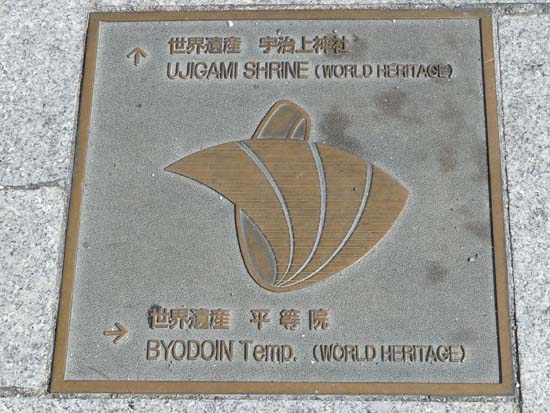 ↑ 世界遺産 宇治上神社
UJIGAMI SHRINE (WORLD HERITAGE)
→ 世界遺産 平等院
BYODOIN Temp. (WORLD HERITAGE)